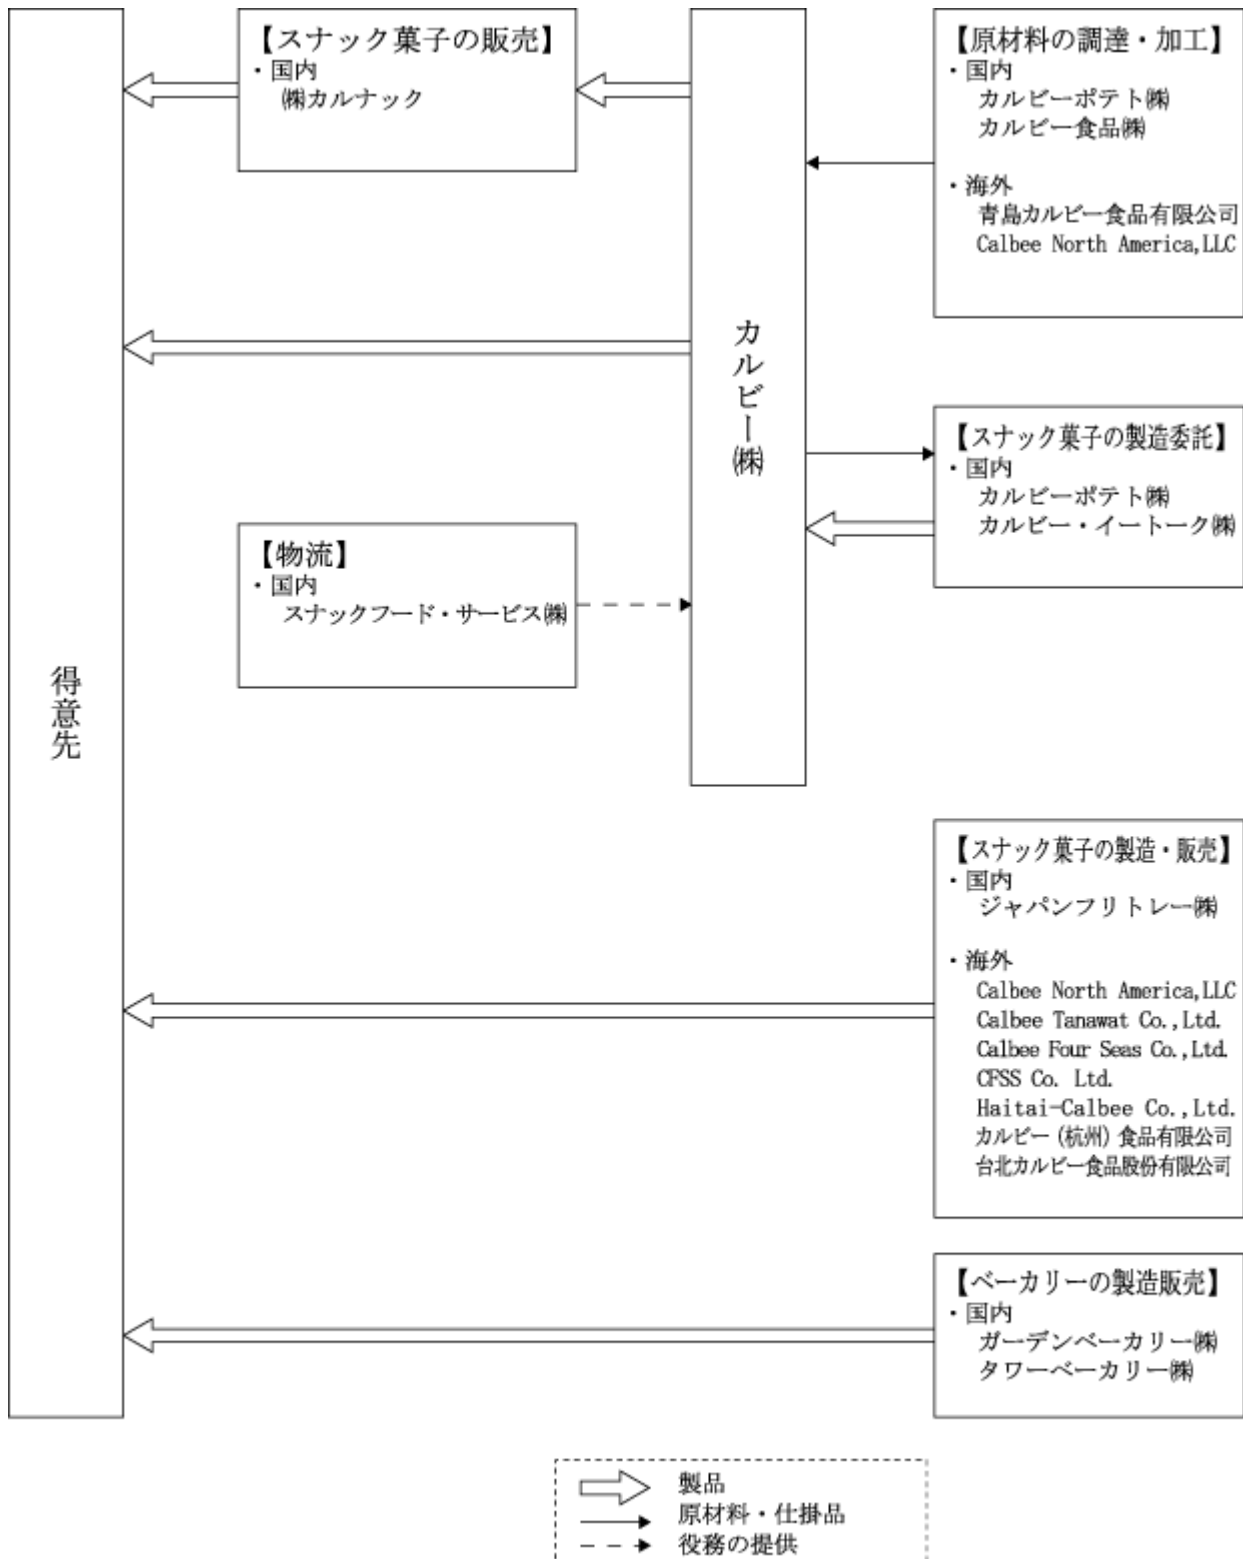 【スナック菓子の販売】
・国内
㈱カルナック
【原材料の調達・加工】
・国内
カルビーポテト㈱
カルビー食品㈱
・海外
青島カルビー食品有限公司
Calbee North America,LLC
カルビー㈱
【スナック菓子の製造委託】
・国内
カルビーポテト㈱
カルビー・イートーク㈱
【物流】
・国内
スナックフード・サービス㈱
得意先
【スナック菓子の製造・販売】
・国内
ジャパンフリトレー㈱
・海外
Calbee North America,LLC
Calbee Tanawat Co.,Ltd.
Calbee Four Seas Co.,Ltd.
CFSS Co. Ltd.
Haitai-Calbee Co.,Ltd.
カルビー（杭州）食品有限公司
台北カルビー食品股份有限公司
【ベーカリーの製造販売】
・国内
ガーデンベーカリー㈱
タワーベーカリー㈱
製品
原材料・仕掛品
役務の提供